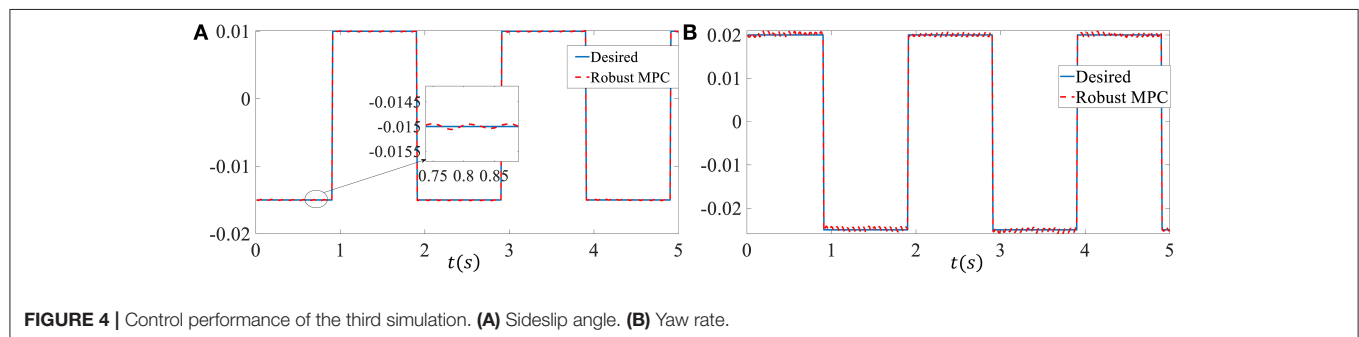 A
0.01
0
-0.01
-0.02
0 1 2 3 4 5
t(s)
Desired
Robust MPC
-0.0145
-0.015
-0.0155
0.75 0.8 0.85
B
0.02
0.01
0
-0.01
-0.02
0 1 2 3 4 5
t(s)
Desired
Robust MPC
FIGURE 4 | Control performance of the third simulation. (A) Sideslip angle. (B) Yaw rate.